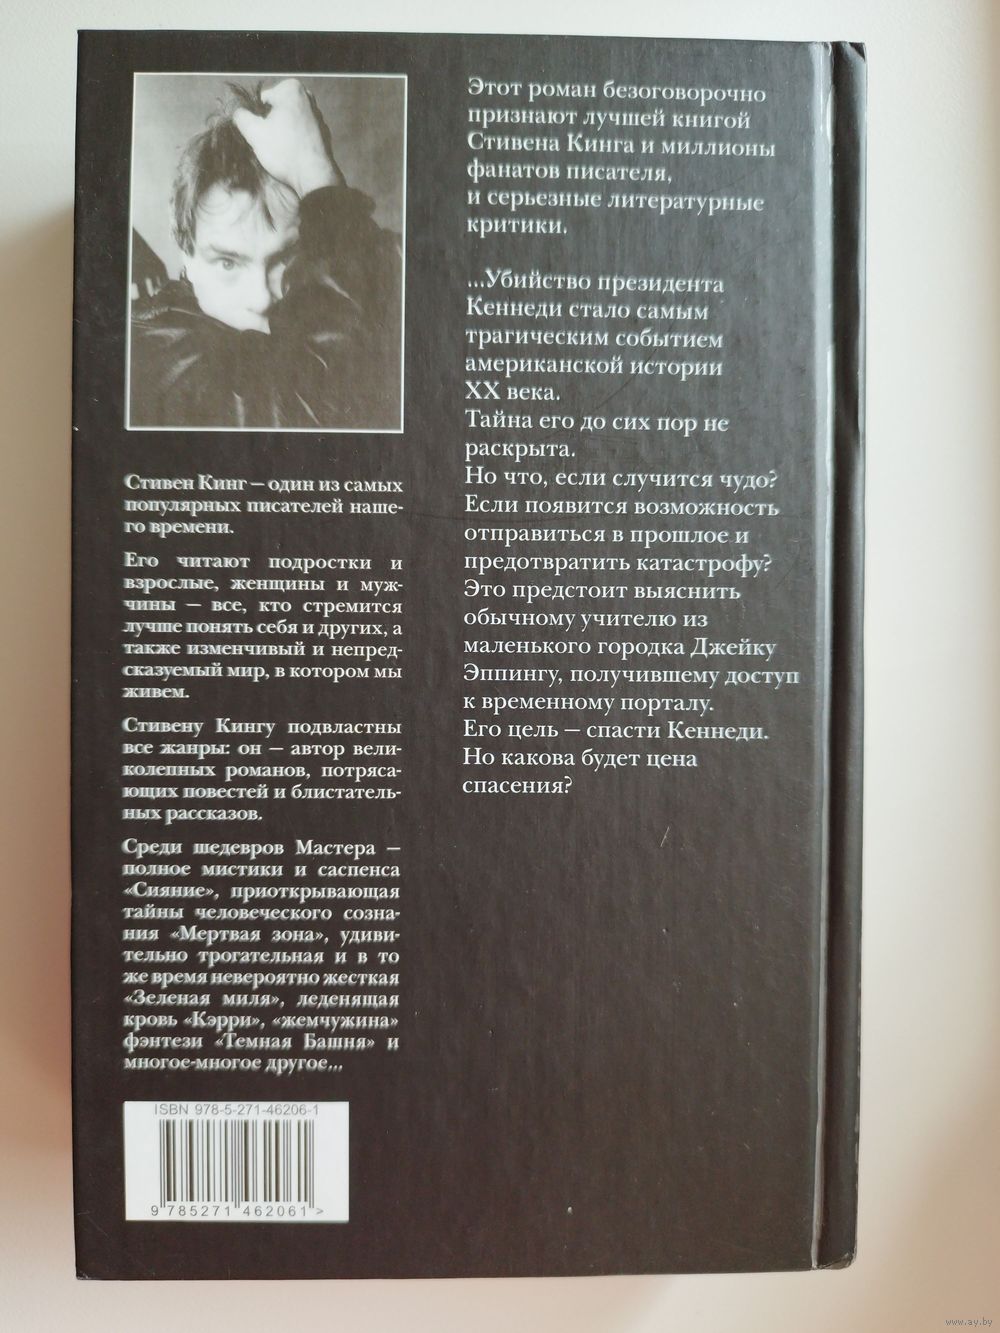 Стивен Кинг – один из самых
популярных писателей наше-
го времени.
Его читают подростки и
взрослые, женщины и муж-
чины – все, кто стремится
лучше понять себя и других, а
также изменчивый и непред-
сказуемый мир, в котором мы
живем.
Стивену Кингу подвластны
все жанры: он – автор вели-
колепных романов, потряса-
ющих повестей и блистатель-
ных рассказов.
Среди шедевров Мастера –
полное мистики и саспенса
«Сияние», приоткрывающая
тайны человеческого созна-
ния «Мертвая зона», удиви-
тельно трогательная и в то
же время невероятно жесткая
«Зеленая миля», леденящая
кровь «Кэрри», «жемчужина»
фэнтези «Темная Башня» и
многое-многое другое...
ISBN 978-5-271-46206-1
9 785271 462061 >
Этот роман безоговорочно
признают лучшей книгой
Стивена Кинга и миллионы
фанатов писателя,
и серьезные литературные
критики.
...Убийство президента
Кеннеди стало самым
трагическим событием
американской истории
XX века.
Тайна его до сих пор не
раскрыта.
Но что, если случится чудо?
Если появится возможность
отправиться в прошлое и
предотвратить катастрофу?
Это предстоит выяснить
обычному учителю из
маленького городка Джейку
Эппингу, получившему доступ
к временному порталу.
Его цель – спасти Кеннеди.
Но какова будет цена
спасения?
www.ay.by